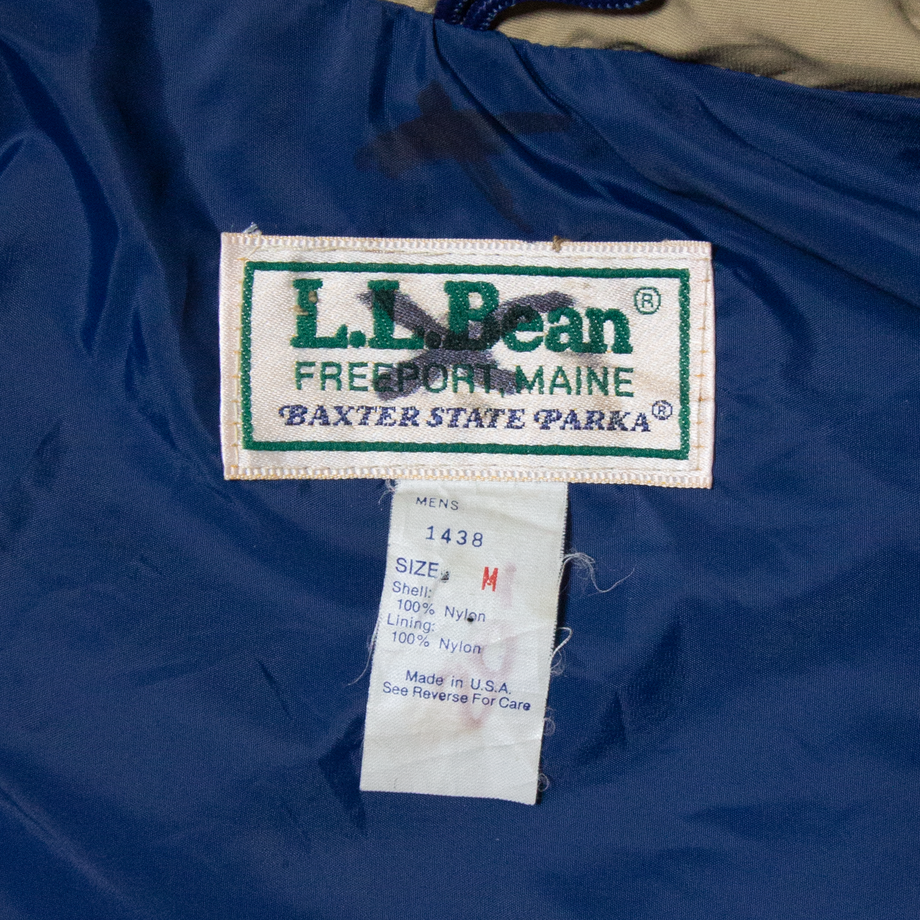 L.L.Bean®
FREEPORT, MAINE
BAXTER STATE PARKA®
MENS
1438
SIZE M
Shell:
100% Nylon
Lining:
100% Nylon
Made in U.S.A.
See Reverse For Care